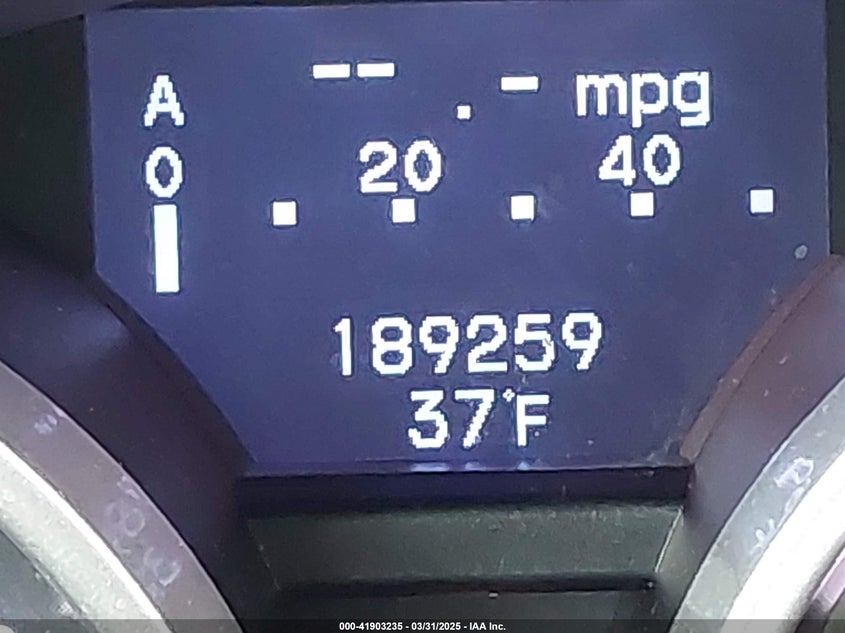 A -- .- mpg
0 20 40
189259
37°F
000-41903235 - 03/31/2025 - IAA Inc.